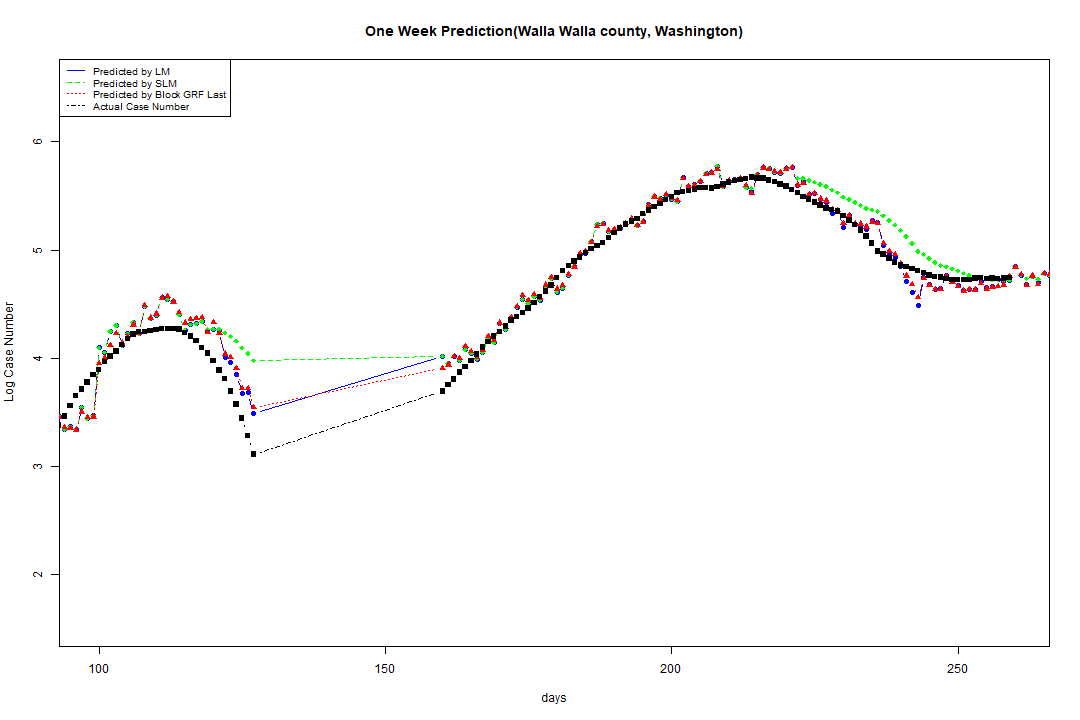 One Week Prediction(Walla Walla county, Washington)
Predicted by LM
Predicted by SLM
Predicted by Block GRF Last
Actual Case Number
6
5
4
3
2
Log Case Number
100 150 200 250
days